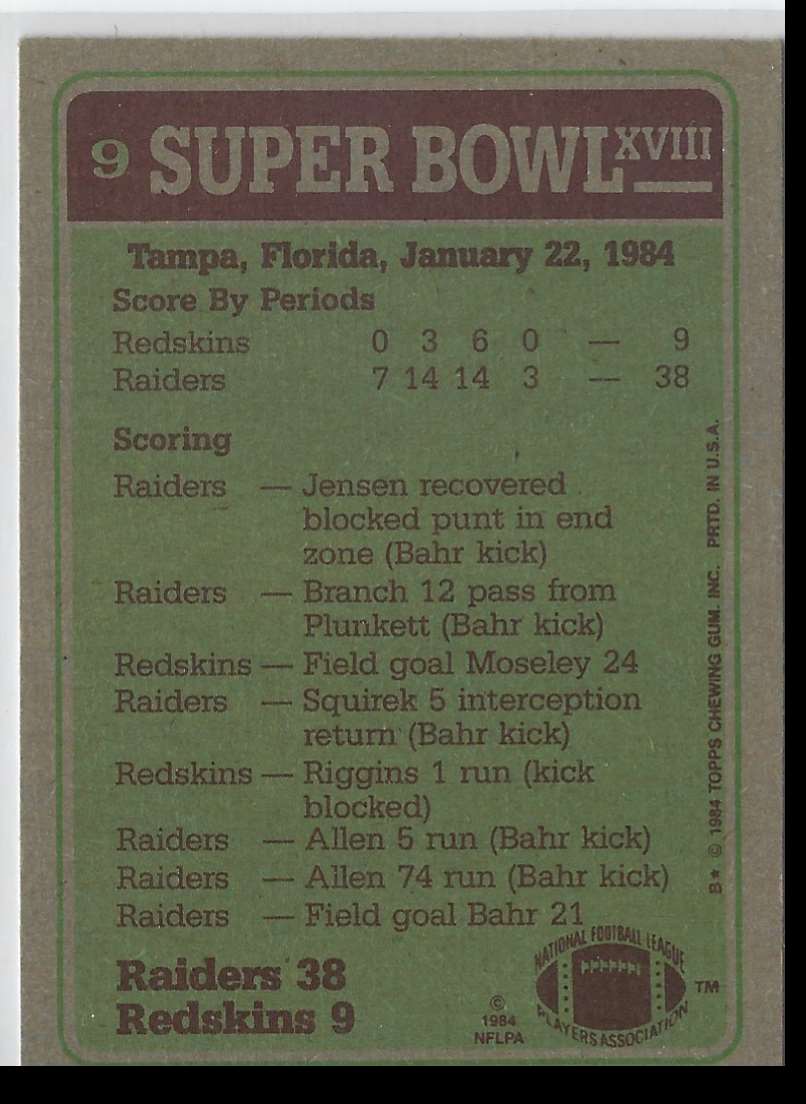 9 SUPER BOWL XVIII
Tampa, Florida, January 22, 1984
Score By Periods
Redskins 0 3 6 0 — 9
Raiders 7 14 14 3 — 38
Scoring
Raiders — Jensen recovered
blocked punt in end
zone (Bahr kick)
Raiders — Branch 12 pass from
Plunkett (Bahr kick)
Redskins — Field goal Moseley 24
Raiders — Squirek 5 interception
return (Bahr kick)
Redskins — Riggins 1 run (kick
blocked)
Raiders — Allen 5 run (Bahr kick)
Raiders — Allen 74 run (Bahr kick)
Raiders — Field goal Bahr 21
Raiders 38
Redskins 9
©
1984
NFLPA
NATIONAL FOOTBALL LEAGUE
PLAYERS ASSOCIATION
TM
B* © 1984 TOPPS CHEWING GUM. INC. PRTD. IN U.S.A.